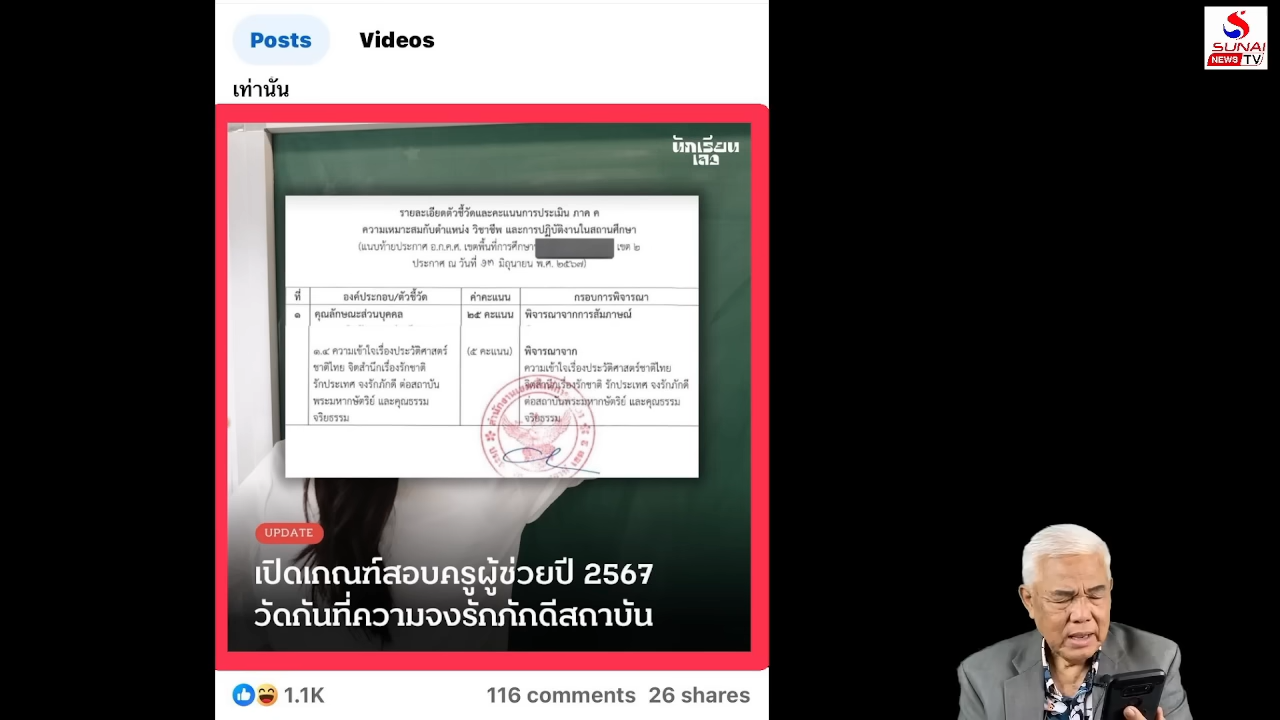 Posts Videos
SUNAI
NEWS TV
เท่านั้น
นักเรียน
เลว
รายละเอียดตัวชี้วัดและคะแนนการประเมิน ภาค ค
ความเหมาะสมกับตำแหน่ง วิชาชีพ และการปฏิบัติงานในสถานศึกษา
(แนบท้ายประกาศ อ.ก.ค.ศ. เขตพื้นที่การศึกษา เขต ๒
ประกาศ ณ วันที่ ๑๓ มิถุนายน พ.ศ. ๒๕๖๗)
ที่ องค์ประกอบ/ตัวชี้วัด ค่าคะแนน กรอบการพิจารณา
๑ คุณลักษณะส่วนบุคคล ๒๕ คะแนน พิจารณาจากการสัมภาษณ์
๑.๔ ความเข้าใจเรื่องประวัติศาสตร์ (๕ คะแนน) พิจารณาจาก
ชาติไทย จิตสำนึกเรื่องรักชาติ ความเข้าใจเรื่องประวัติศาสตร์ชาติไทย
รักประเทศ จงรักภักดี ต่อสถาบัน จิตสำนึกเรื่องรักชาติ รักประเทศ จงรักภักดี
พระมหากษัตริย์ และคุณธรรม ต่อสถาบันพระมหากษัตริย์ และคุณธรรม
จริยธรรม จริยธรรม
UPDATE
เปิดเกณฑ์สอบครูผู้ช่วยปี 2567
วัดกันที่ความจงรักภักดีสถาบัน
1.1K 116 comments 26 shares